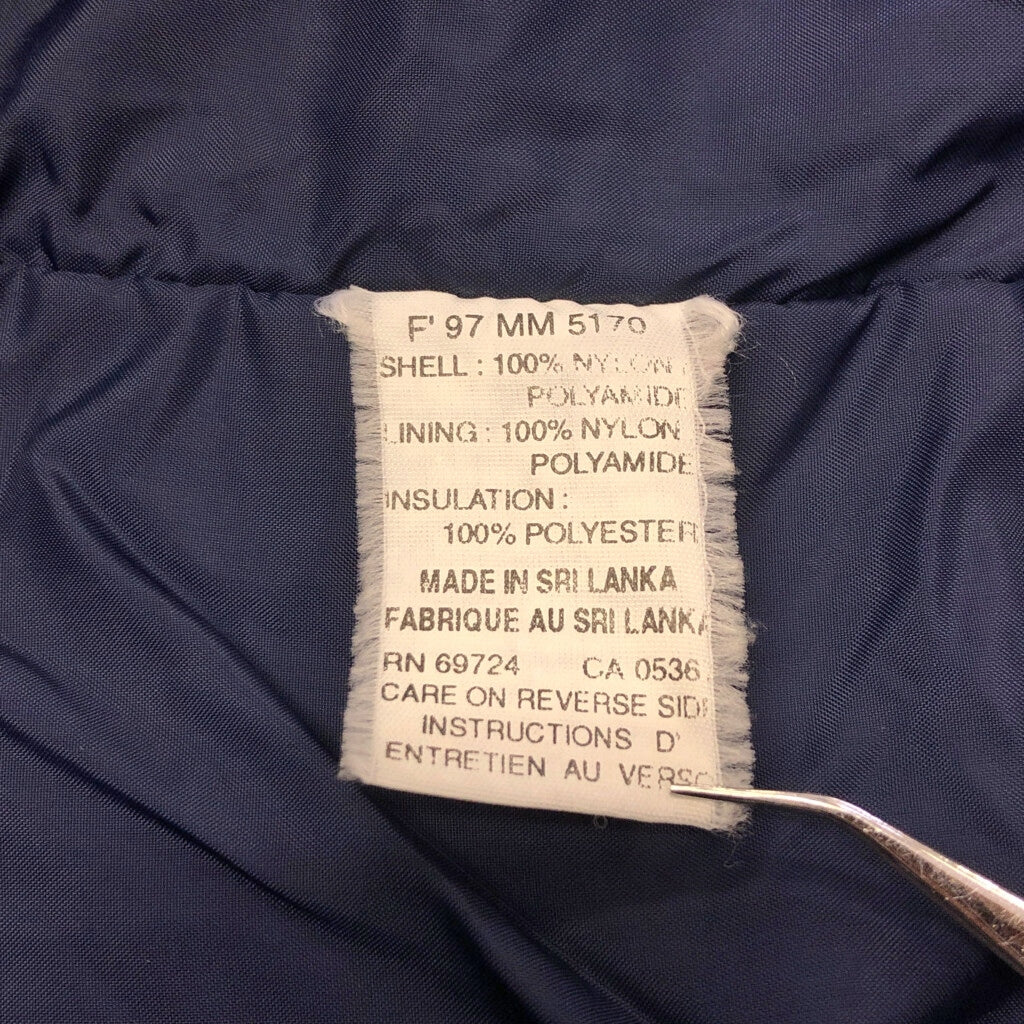 F' 97 MM 5170
SHELL : 100% NYLON
POLYAMIDE
LINING : 100% NYLON
POLYAMIDE
INSULATION :
100% POLYESTER
MADE IN SRI LANKA
FABRIQUE AU SRI LANKA
RN 69724 CA 0536
CARE ON REVERSE SIDE
INSTRUCTIONS D'
ENTRETIEN AU VERSO